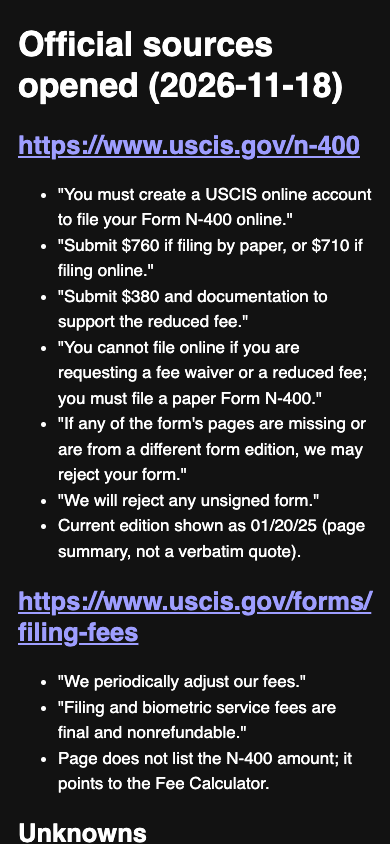 Official sources
opened (2026-11-18)
https://www.uscis.gov/n-400
• "You must create a USCIS online account
to file your Form N-400 online."
• "Submit $760 if filing by paper, or $710 if
filing online."
• "Submit $380 and documentation to
support the reduced fee."
• "You cannot file online if you are
requesting a fee waiver or a reduced fee;
you must file a paper Form N-400."
• "If any of the form's pages are missing or
are from a different form edition, we may
reject your form."
• "We will reject any unsigned form."
• Current edition shown as 01/20/25 (page
summary, not a verbatim quote).
https://www.uscis.gov/forms/
filing-fees
• "We periodically adjust our fees."
• "Filing and biometric service fees are
final and nonrefundable."
• Page does not list the N-400 amount; it
points to the Fee Calculator.
Unknowns